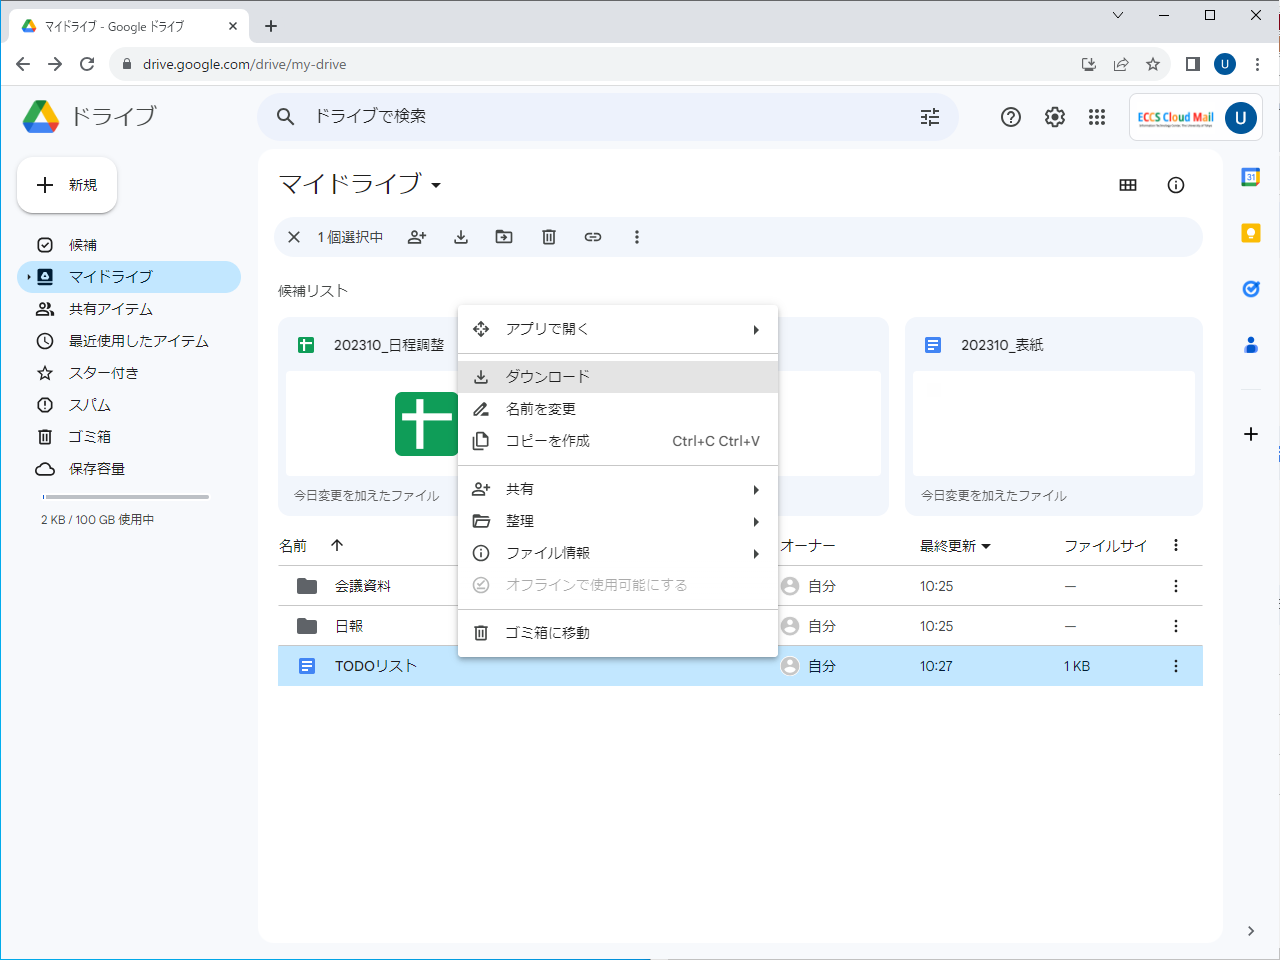 マイドライブ - Google ドライブ
drive.google.com/drive/my-drive
U
ドライブ
ドライブで検索
ECCS Cloud Mail
Information Technology Center, The University of Tokyo
U
新規
マイドライブ
31
1 個選択中
候補
マイドライブ
共有アイテム
最近使用したアイテム
スター付き
スパム
ゴミ箱
保存容量
2 KB / 100 GB 使用中
候補リスト
202310_日程調整
今日変更を加えたファイル
202310_表紙
今日変更を加えたファイル
アプリで開く
ダウンロード
名前を変更
コピーを作成 Ctrl+C Ctrl+V
共有
整理
ファイル情報
オフラインで使用可能にする
ゴミ箱に移動
名前 オーナー 最終更新 ファイルサイ
会議資料 自分 10:25 —
日報 自分 10:25 —
TODOリスト 自分 10:27 1 KB